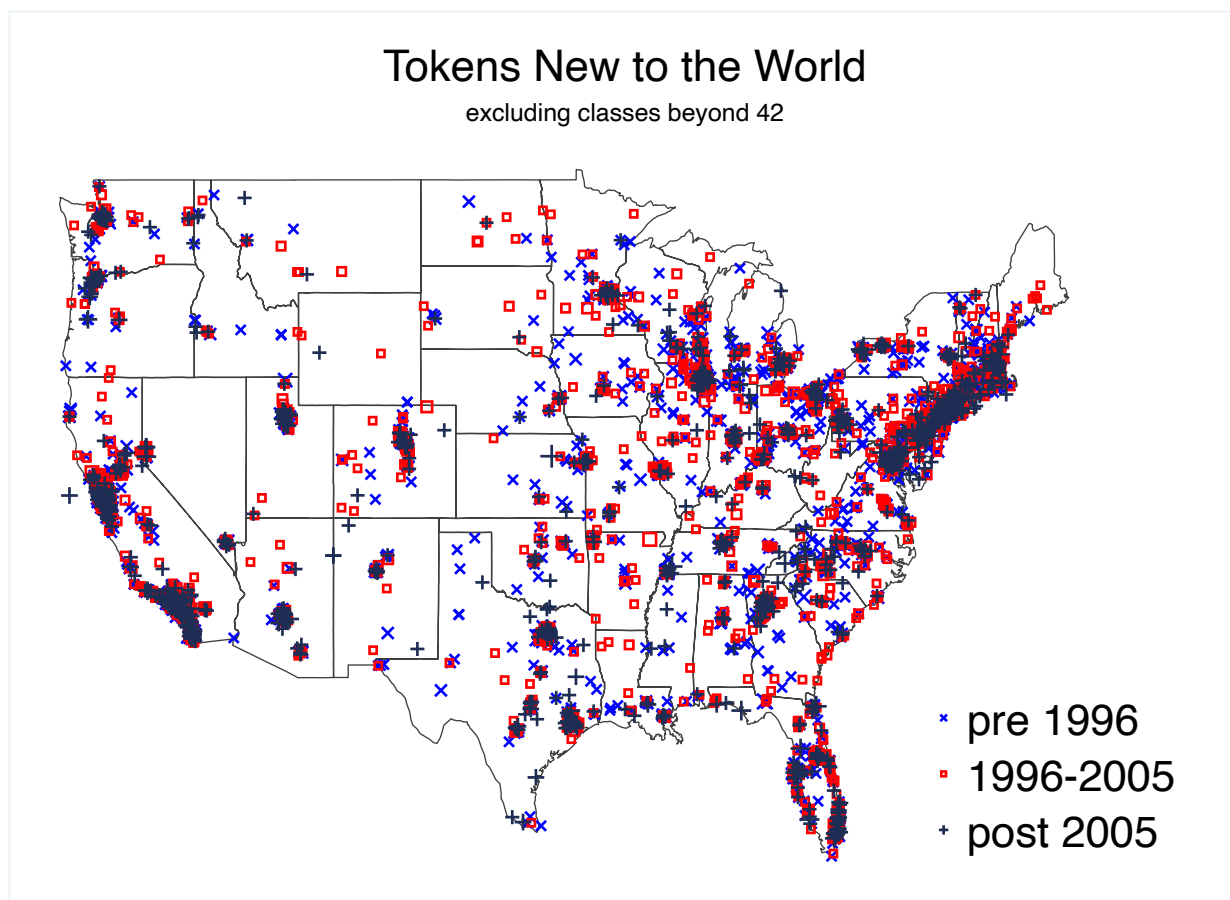 Tokens New to the World
excluding classes beyond 42
pre 1996
1996-2005
post 2005